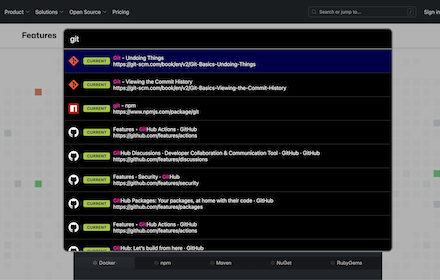 Product
Solutions
Open Source
Pricing
Search or jump to...
/
Sign in
Features
git
CURRENT
Git - Undoing Things
https://git-scm.com/book/en/v2/Git-Basics-Undoing-Things
CURRENT
Git - Viewing the Commit History
https://git-scm.com/book/en/v2/Git-Basics-Viewing-the-Commit-History
CURRENT
git - npm
https://www.npmjs.com/package/git
CURRENT
Features • GitHub Actions · GitHub
https://github.com/features/actions
CURRENT
GitHub Discussions · Developer Collaboration & Communication Tool · GitHub · GitHub
https://github.com/features/discussions
CURRENT
Features · Security · GitHub
https://github.com/features/security
CURRENT
GitHub Packages: Your packages, at home with their code · GitHub
https://github.com/features/packages
CURRENT
Features • GitHub Actions · GitHub
https://github.com/features/actions
CURRENT
GitHub: Let's build from here · GitHub
Docker
npm
Maven
NuGet
RubyGems